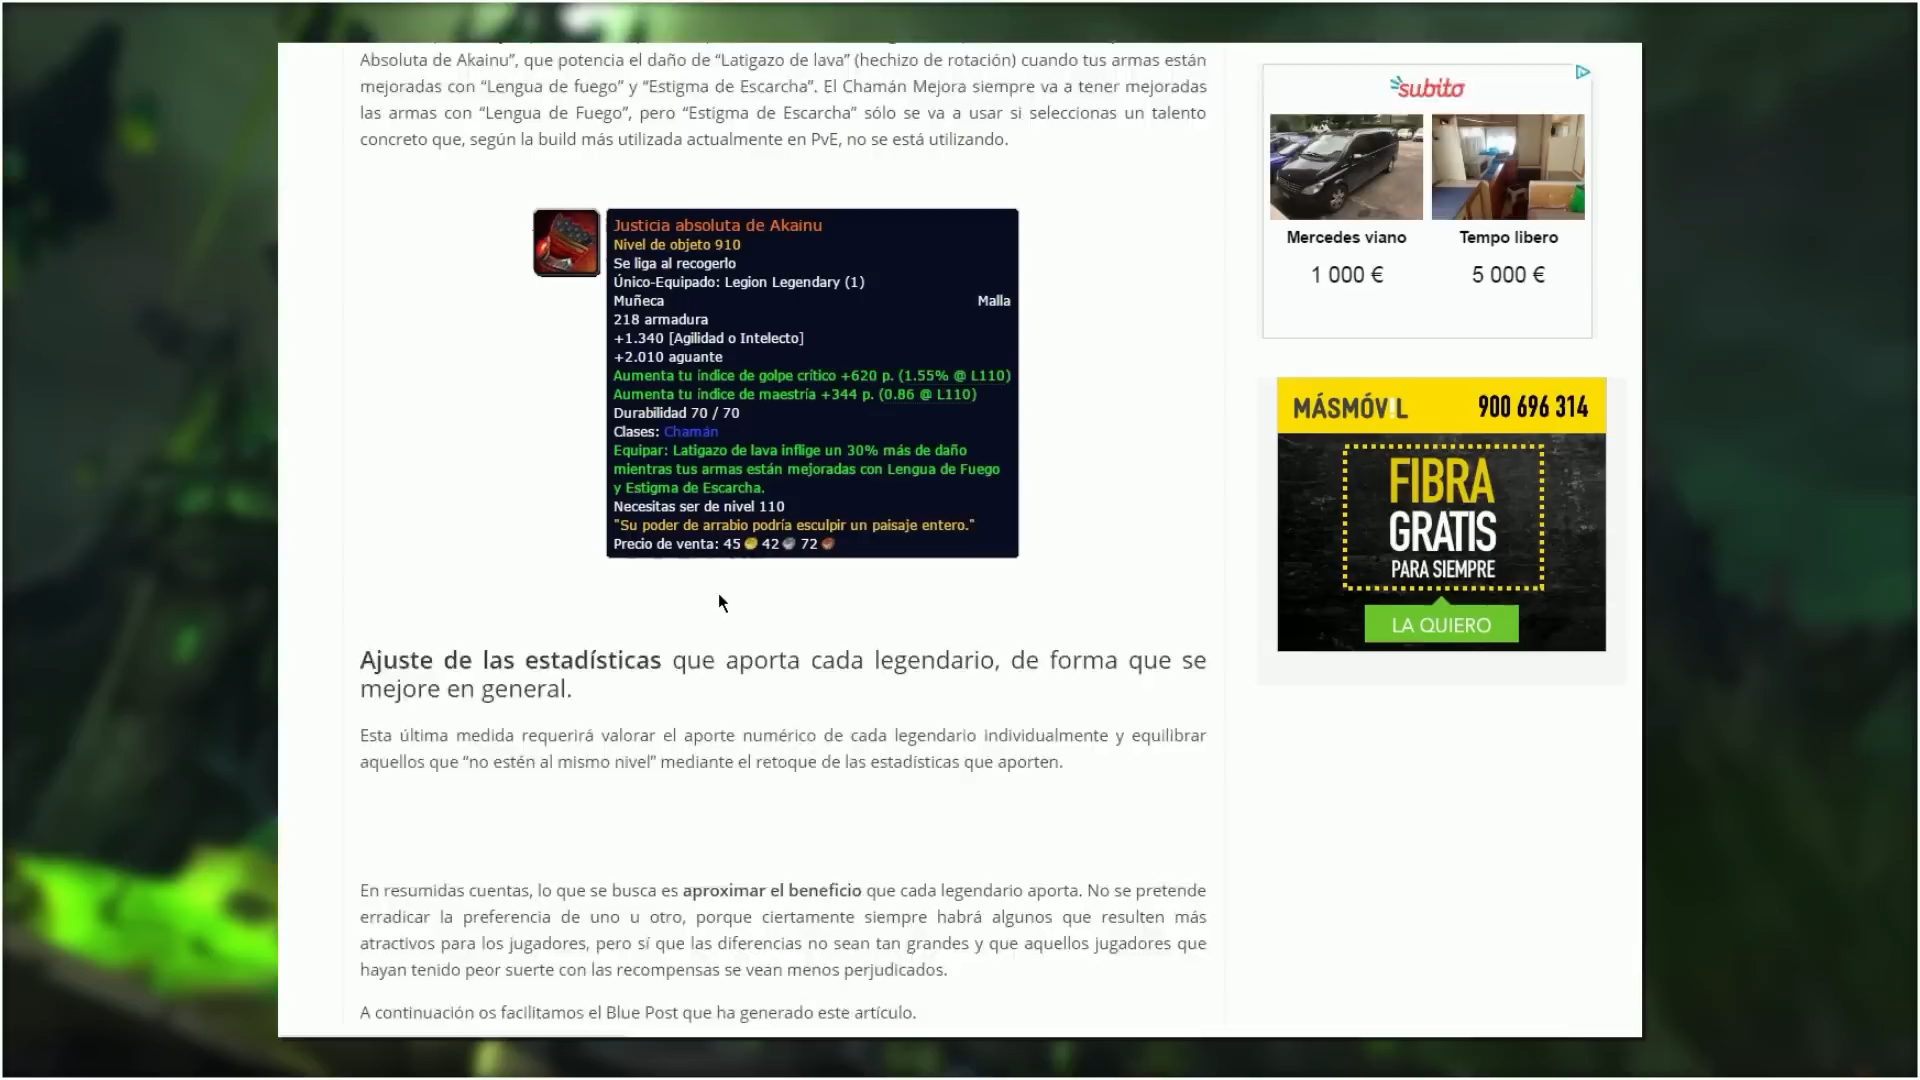 Absoluta de Akainu”, que potencia el daño de “Latigazo de lava” (hechizo de rotación) cuando tus armas están
mejoradas con “Lengua de fuego” y “Estigma de Escarcha”. El Chamán Mejora siempre va a tener mejoradas
las armas con “Lengua de Fuego”, pero “Estigma de Escarcha” sólo se va a usar si seleccionas un talento
concreto que, según la build más utilizada actualmente en PvE, no se está utilizando.
Justicia absoluta de Akainu
Nivel de objeto 910
Se liga al recogerlo
Único-Equipado: Legion Legendary (1)
Muñeca Malla
218 armadura
+1.340 [Agilidad o Intelecto]
+2.010 aguante
Aumenta tu índice de golpe crítico +620 p. (1.55% @ L110)
Aumenta tu índice de maestría +344 p. (0.86 @ L110)
Durabilidad 70 / 70
Clases: Chamán
Equipar: Latigazo de lava inflige un 30% más de daño
mientras tus armas están mejoradas con Lengua de Fuego
y Estigma de Escarcha.
Necesitas ser de nivel 110
"Su poder de arrabio podría esculpir un paisaje entero."
Precio de venta: 45 42 72
Ajuste de las estadísticas que aporta cada legendario, de forma que se
mejore en general.
Esta última medida requerirá valorar el aporte numérico de cada legendario individualmente y equilibrar
aquellos que “no estén al mismo nivel” mediante el retoque de las estadísticas que aporten.
En resumidas cuentas, lo que se busca es aproximar el beneficio que cada legendario aporta. No se pretende
erradicar la preferencia de uno u otro, porque ciertamente siempre habrá algunos que resulten más
atractivos para los jugadores, pero sí que las diferencias no sean tan grandes y que aquellos jugadores que
hayan tenido peor suerte con las recompensas se vean menos perjudicados.
A continuación os facilitamos el Blue Post que ha generado este artículo.
subito
Mercedes viano Tempo libero
1 000 € 5 000 €
MÁSMÓVIL 900 696 314
FIBRA
GRATIS
PARA SIEMPRE
LA QUIERO